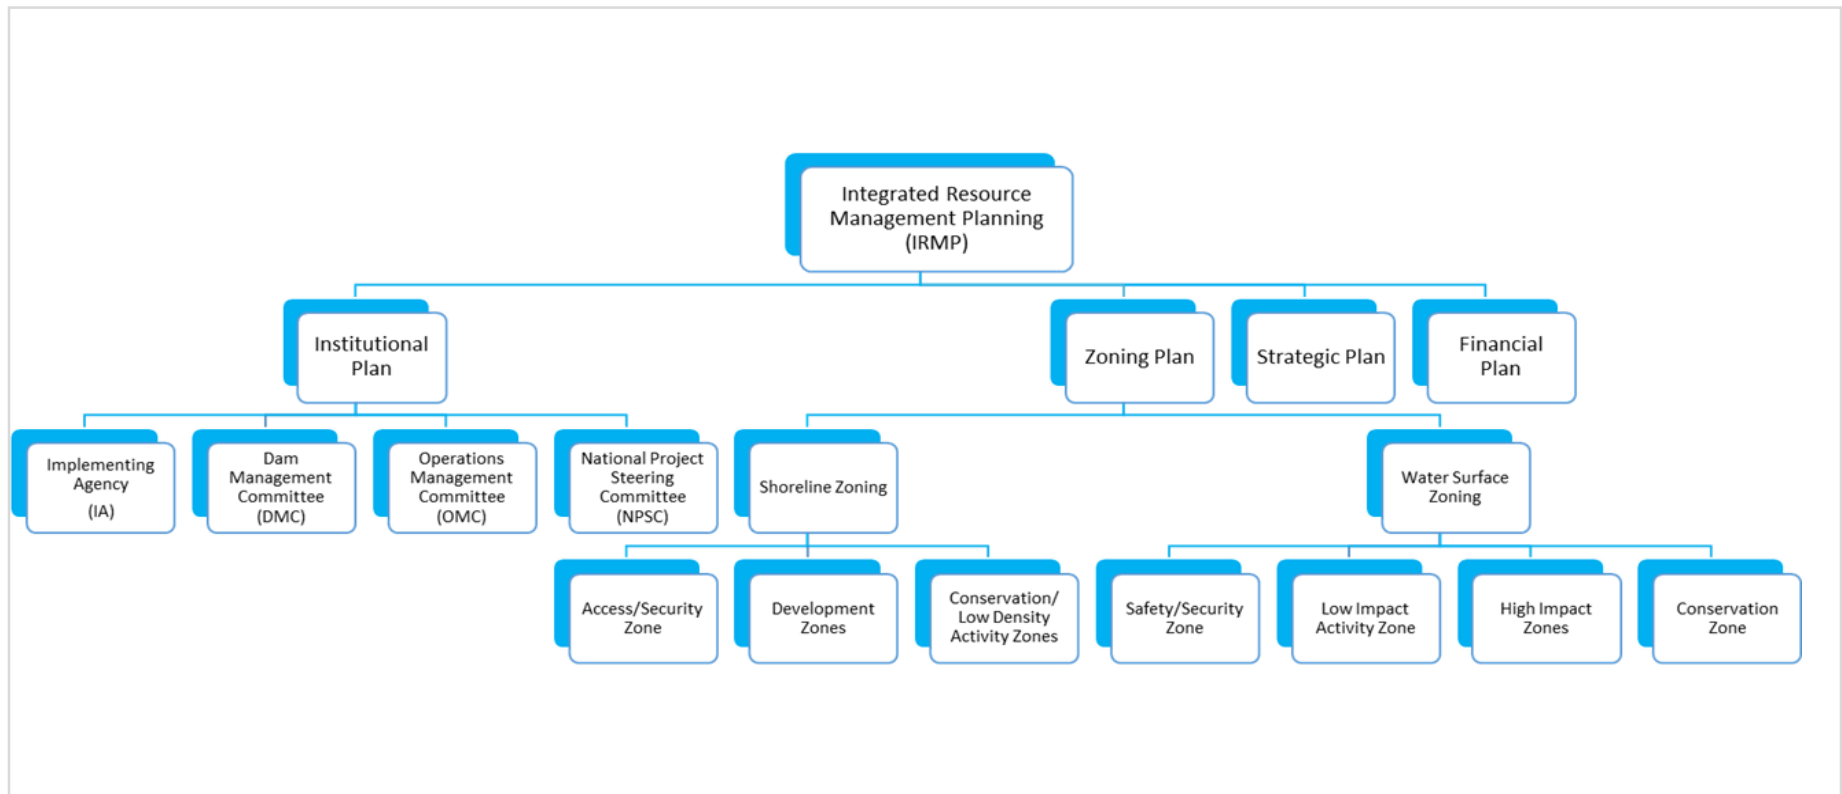 Integrated Resource
Management Planning
(IRMP)
Institutional
Plan
Zoning Plan
Strategic Plan
Financial
Plan
Implementing
Agency
(IA)
Dam
Management
Committee
(DMC)
Operations
Management
Committee
(OMC)
National Project
Steering
Committee
(NPSC)
Shoreline Zoning
Water Surface
Zoning
Access/Security
Zone
Development
Zones
Conservation/
Low Density
Activity Zones
Safety/Security
Zone
Low Impact
Activity Zone
High Impact
Zones
Conservation
Zone